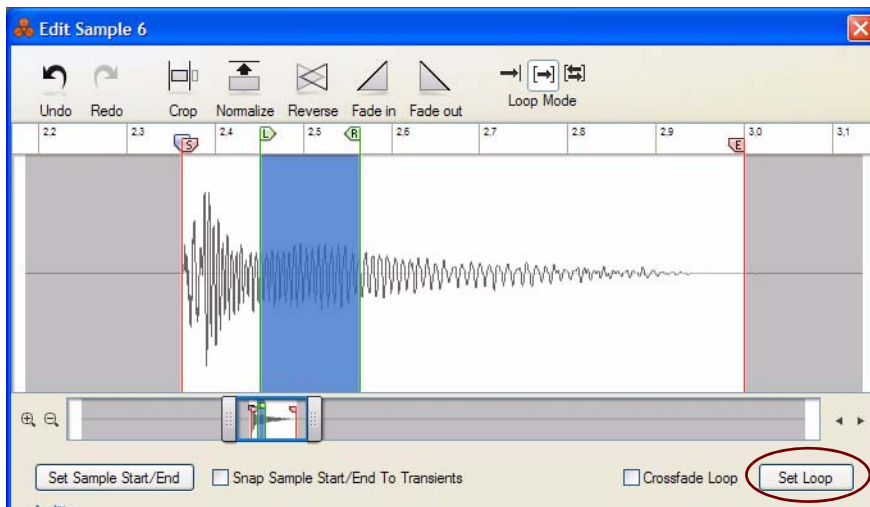 Edit Sample 6
Undo Redo Crop Normalize Reverse Fade in Fade out Loop Mode
2.2 2.3 2.4 2.5 2.6 2.7 2.8 2.9 3.0 3.1
S L R E
Set Sample Start/End Snap Sample Start/End To Transients Crossfade Loop Set Loop